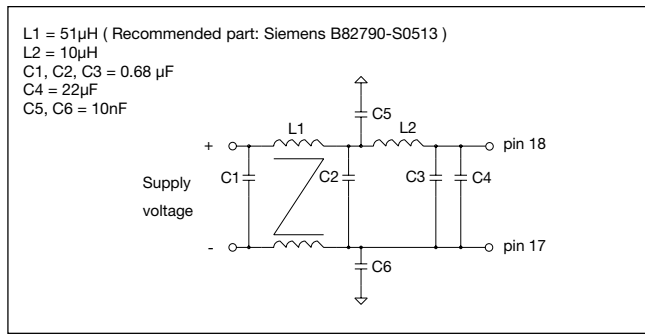 L1 = 51µH ( Recommended part: Siemens B82790-S0513 )
L2 = 10µH
C1, C2, C3 = 0.68 µF
C4 = 22µF
C5, C6 = 10nF
C5
L1
L2
+
pin 18
C1
C2
C3
C4
Supply
voltage
-
pin 17
C6